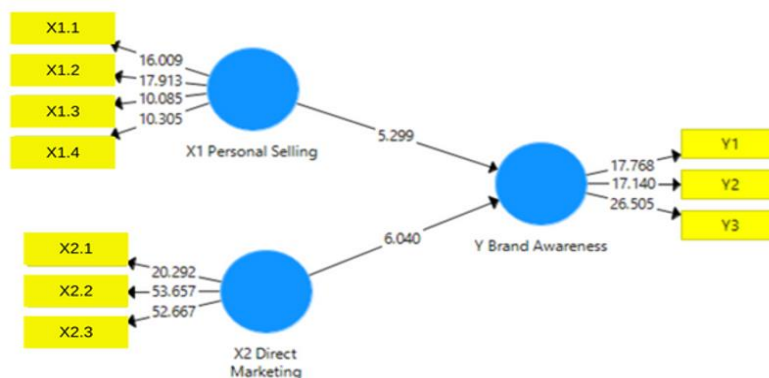 X1.1
X1.2
X1.3
X1.4
16.009
17.913
10.085
10.305
X1 Personal Selling
5.299
X2.1
X2.2
X2.3
20.292
53.657
52.667
X2 Direct
Marketing
6.040
Y Brand Awareness
17.768
17.140
26.505
Y1
Y2
Y3